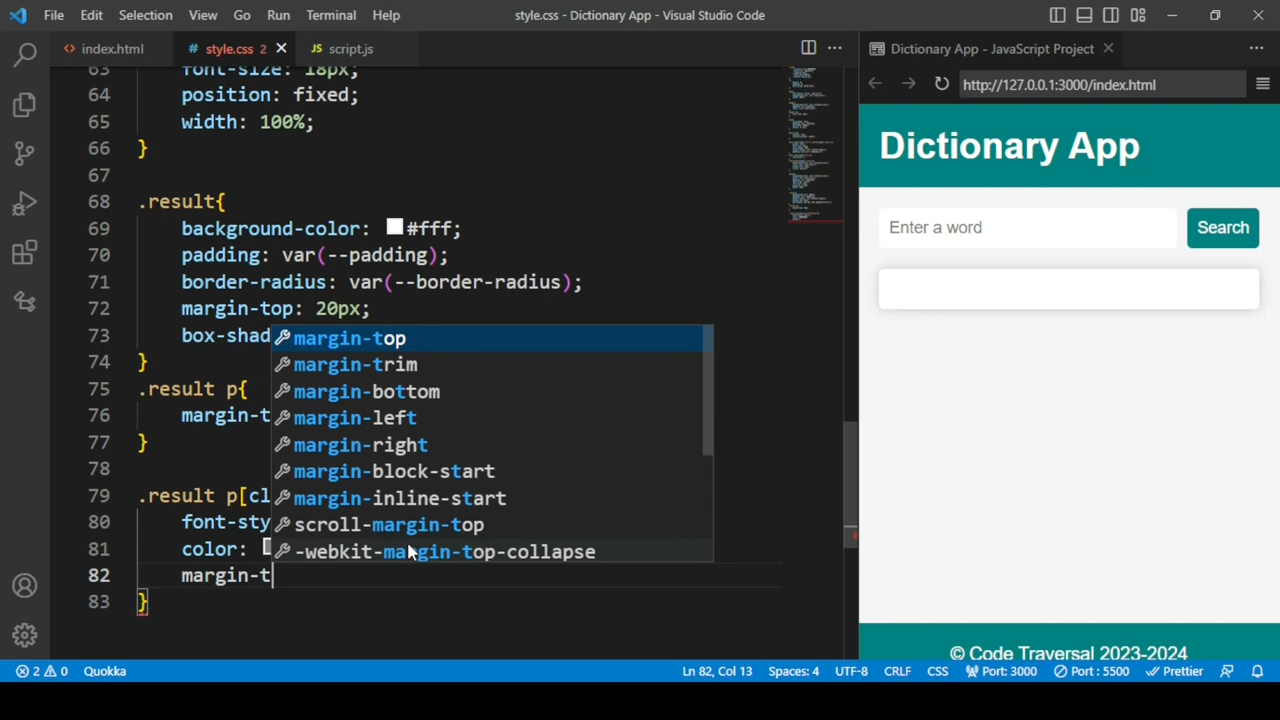 File Edit Selection View Go Run Terminal Help style.css - Dictionary App - Visual Studio Code
index.html # style.css 2 JS script.js Dictionary App - JavaScript Project
http://127.0.0.1:3000/index.html
63 font-size: 18px;
64 position: fixed;
65 width: 100%;
66 }
67
68 .result{
69 background-color: #fff;
70 padding: var(--padding);
71 border-radius: var(--border-radius);
72 margin-top: 20px;
73 box-shad
74 }
75 .result p{
76 margin-t
77 }
78
79 .result p[cl
80 font-sty
81 color:
82 margin-t
83 }
margin-top
margin-trim
margin-bottom
margin-left
margin-right
margin-block-start
margin-inline-start
scroll-margin-top
-webkit-margin-top-collapse
Dictionary App
Enter a word Search
© Code Traversal 2023-2024
2 0 Quokka Ln 82, Col 13 Spaces: 4 UTF-8 CRLF CSS Port: 3000 Port : 5500 Prettier